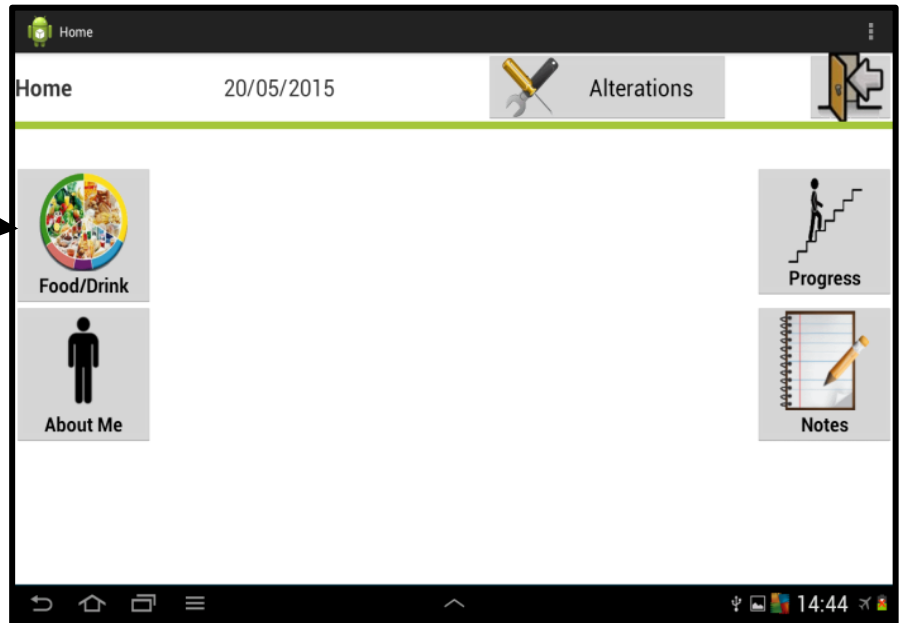 Home
Home 20/05/2015 Alterations
Food/Drink
Progress
About Me
Notes
14:44